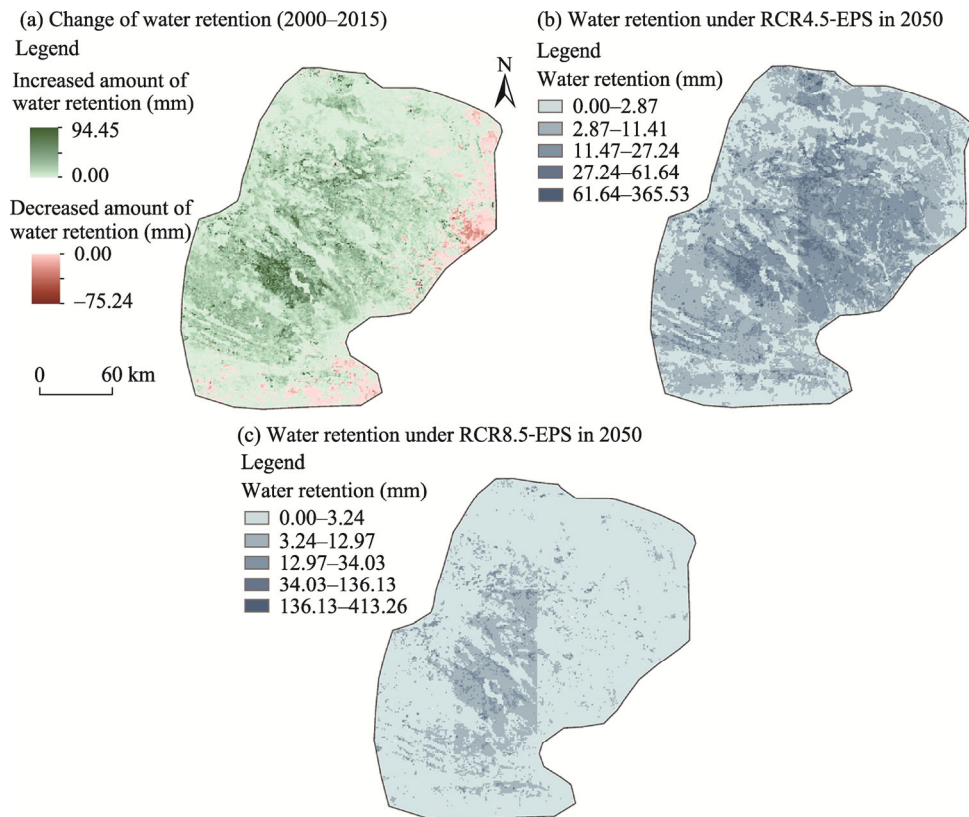 (a) Change of water retention (2000–2015)
Legend
Increased amount of
water retention (mm)
94.45
0.00
Decreased amount of
water retention (mm)
0.00
−75.24
0 60 km
N
(b) Water retention under RCR4.5-EPS in 2050
Legend
Water retention (mm)
0.00–2.87
2.87–11.41
11.47–27.24
27.24–61.64
61.64–365.53
(c) Water retention under RCR8.5-EPS in 2050
Legend
Water retention (mm)
0.00–3.24
3.24–12.97
12.97–34.03
34.03–136.13
136.13–413.26